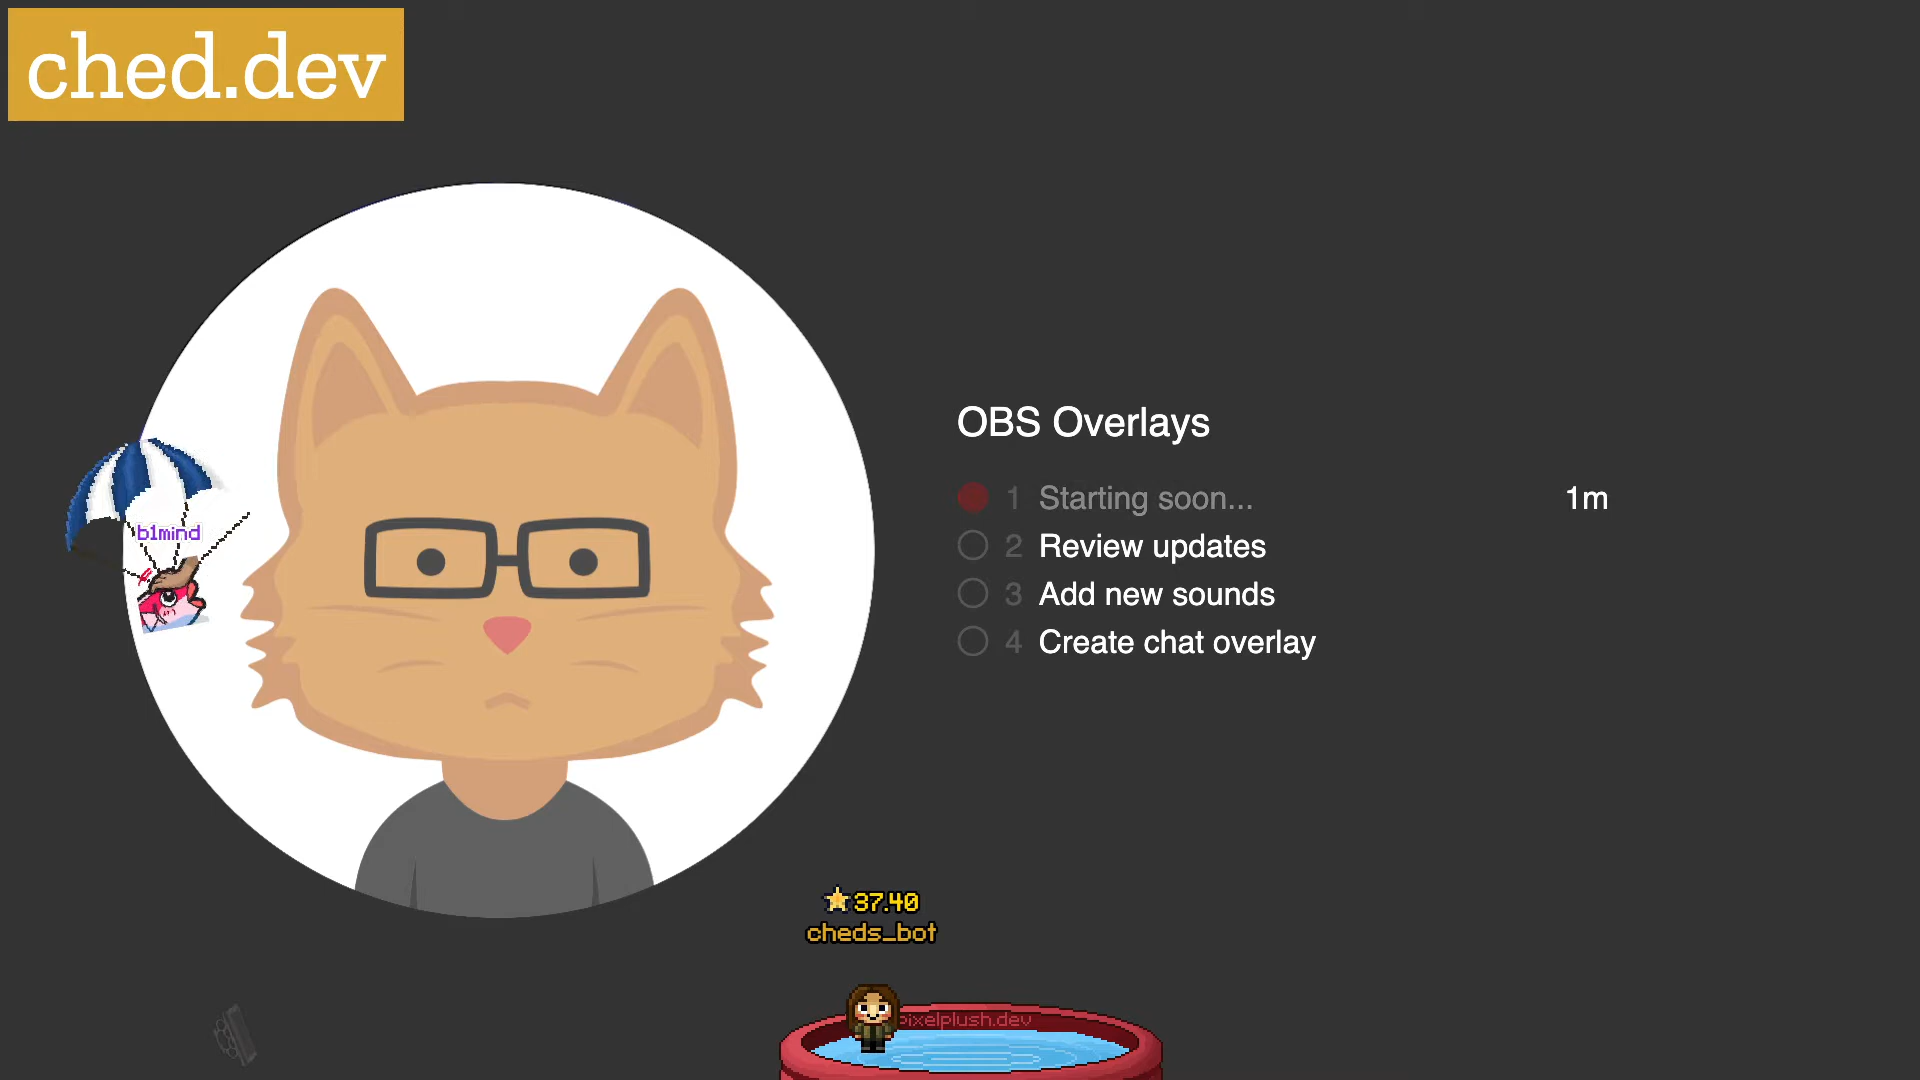 ched.dev
OBS Overlays
1 Starting soon... 1m
2 Review updates
3 Add new sounds
4 Create chat overlay
b1mind
37.40
cheds_bot
pixelplush.dev